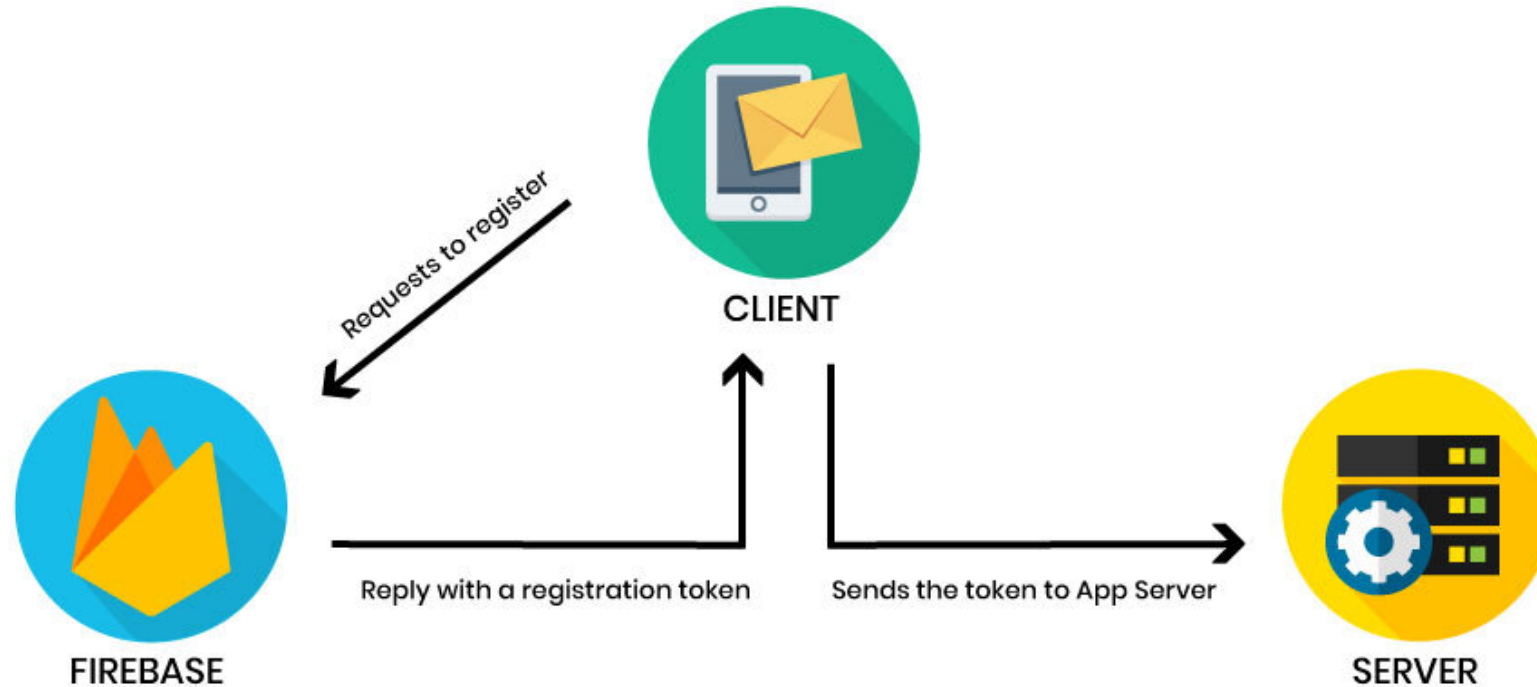 Requests to register
CLIENT
Reply with a registration token
Sends the token to App Server
FIREBASE
SERVER